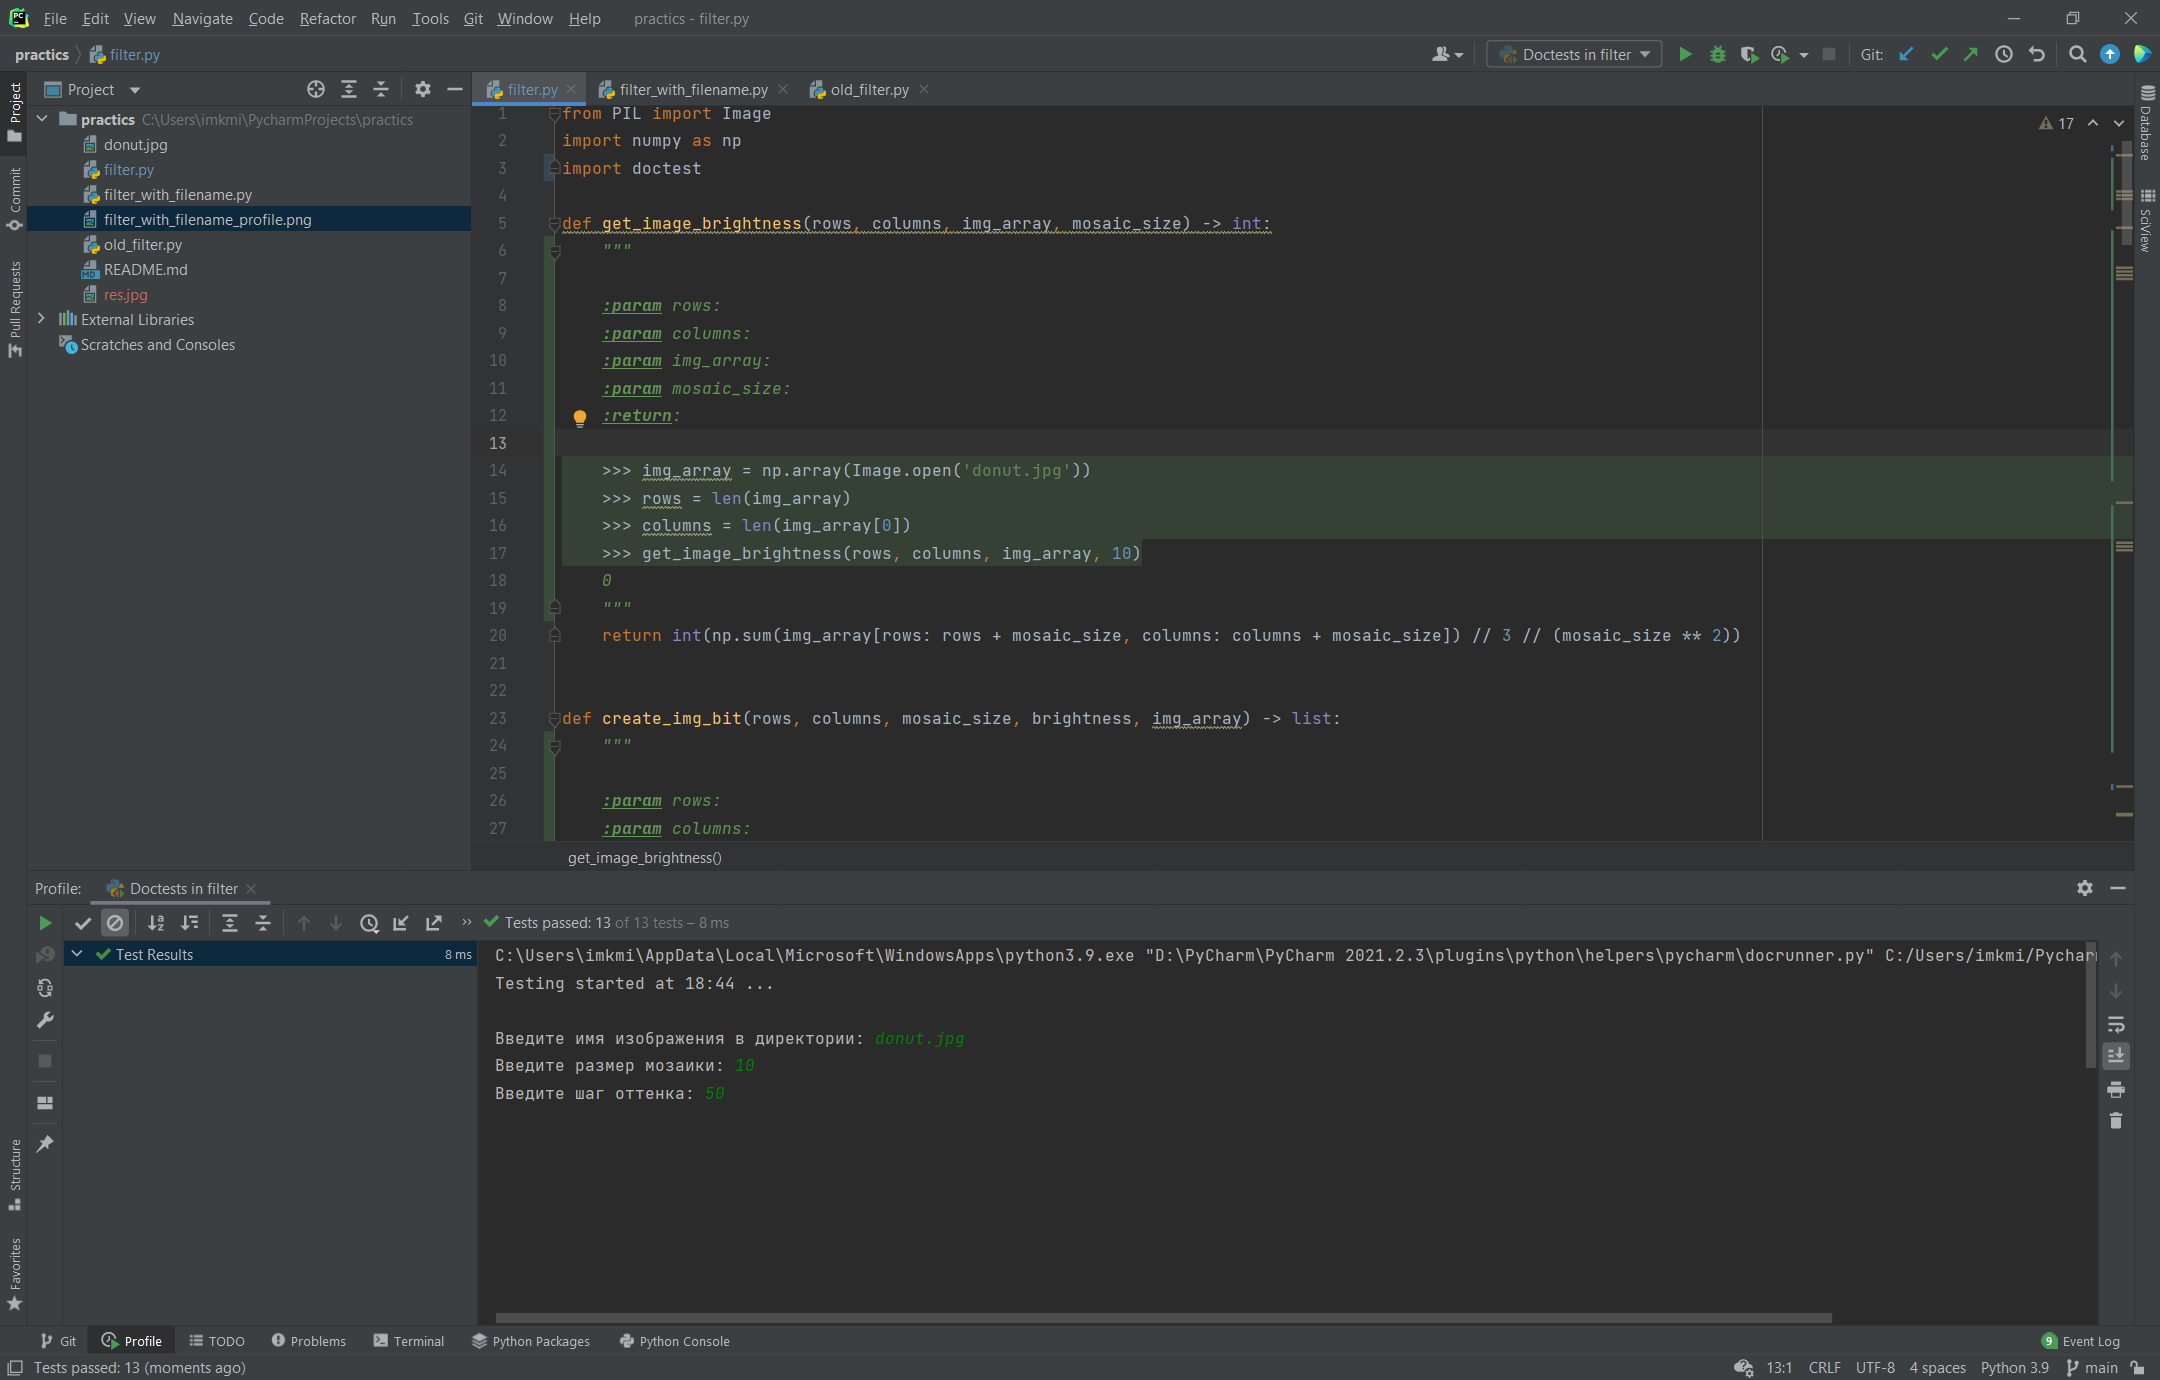 File Edit View Navigate Code Refactor Run Tools Git Window Help practics - filter.py
practics filter.py
Doctests in filter
Git:
Project
practics C:\Users\imkmi\PycharmProjects\practics
donut.jpg
filter.py
filter_with_filename.py
filter_with_filename_profile.png
old_filter.py
README.md
res.jpg
External Libraries
Scratches and Consoles
Project
Commit
Pull Requests
Structure
Favorites
filter.py filter_with_filename.py old_filter.py
17
Database
SciView
1 from PIL import Image
2 import numpy as np
3 import doctest
4
5 def get_image_brightness(rows, columns, img_array, mosaic_size) -> int:
6 """
7
8 :param rows:
9 :param columns:
10 :param img_array:
11 :param mosaic_size:
12 :return:
13
14 >>> img_array = np.array(Image.open('donut.jpg'))
15 >>> rows = len(img_array)
16 >>> columns = len(img_array[0])
17 >>> get_image_brightness(rows, columns, img_array, 10)
18 0
19 """
20 return int(np.sum(img_array[rows: rows + mosaic_size, columns: columns + mosaic_size]) // 3 // (mosaic_size ** 2))
21
22
23 def create_img_bit(rows, columns, mosaic_size, brightness, img_array) -> list:
24 """
25
26 :param rows:
27 :param columns:
get_image_brightness()
Profile: Doctests in filter
Tests passed: 13 of 13 tests – 8 ms
Test Results 8 ms
C:\Users\imkmi\AppData\Local\Microsoft\WindowsApps\python3.9.exe "D:\PyCharm\PyCharm 2021.2.3\plugins\python\helpers\pycharm\docrunner.py" C:/Users/imkmi/Pychar
Testing started at 18:44 ...
Введите имя изображения в директории: donut.jpg
Введите размер мозаики: 10
Введите шаг оттенка: 50
Git Profile TODO Problems Terminal Python Packages Python Console 9 Event Log
Tests passed: 13 (moments ago) 13:1 CRLF UTF-8 4 spaces Python 3.9 main